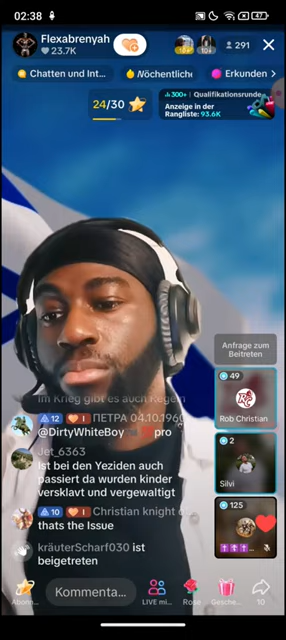 02:38
47
Flexabrenyah
23.7K
291
Chatten und Int...
Wöchentliche
Erkunden
24/30
300+ | Qualifikationsrunde
Anzeige in der
Rangliste: 93.6K
Anfrage zum
Beitreten
49
Rob Christian
2
Silvi
125
im Krieg gibt es auch Regeln
12 I ПЕТРА 04.10.1960
@DirtyWhiteBoy pro
Jet_6363
Ist bei den Yeziden auch
passiert da wurden kinder
versklavt und vergewaltigt
10 I Christian knight
thats the Issue
kräuterScharf030 ist
beigetreten
Abonn...
Kommenta...
LIVE mi...
Rose
Gesche...
10